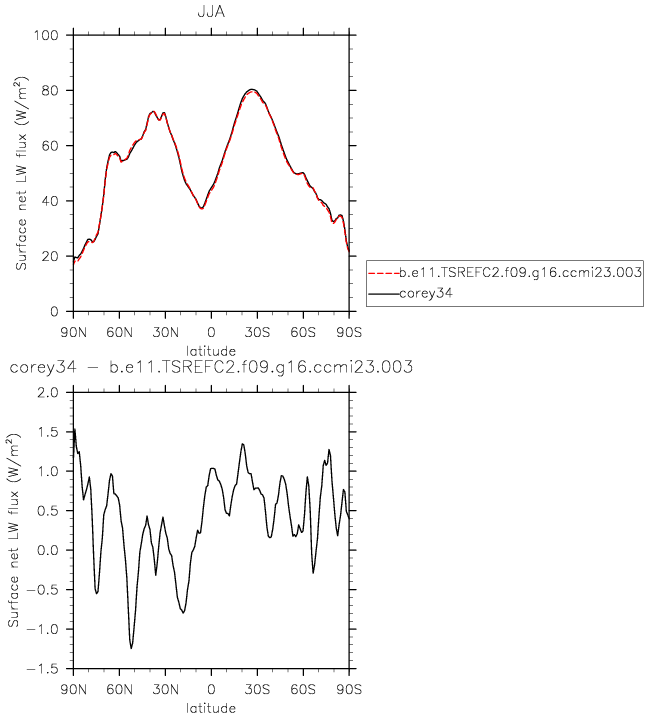 JJA
Surface net LW flux (W/m²)
100
80
60
40
20
0
90N 60N 30N 0 30S 60S 90S
latitude
b.e11.TSREFC2.f09.g16.ccmi23.003
corey34
corey34 − b.e11.TSREFC2.f09.g16.ccmi23.003
Surface net LW flux (W/m²)
2.0
1.5
1.0
0.5
0.0
−0.5
−1.0
−1.5
90N 60N 30N 0 30S 60S 90S
latitude